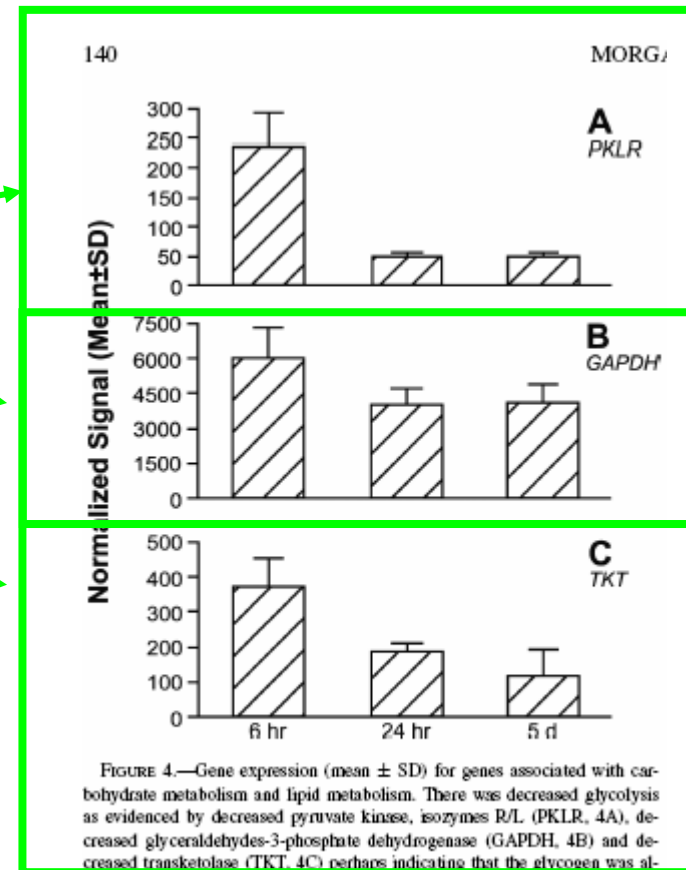 140 MORGA
300
250
200
150
100
50
0
A
PKLR
Normalized Signal (Mean±SD)
7500
6000
4500
3000
1500
0
B
GAPDH
500
400
300
200
100
0
C
TKT
6 hr 24 hr 5 d
FIGURE 4.—Gene expression (mean ± SD) for genes associated with car-
bohydrate metabolism and lipid metabolism. There was decreased glycolysis
as evidenced by decreased pyruvate kinase, isozymes R/L (PKLR, 4A), de-
creased glyceraldehydes-3-phosphate dehydrogenase (GAPDH, 4B) and de-
creased transketolase (TKT, 4C) perhaps indicating that the glycogen was al-